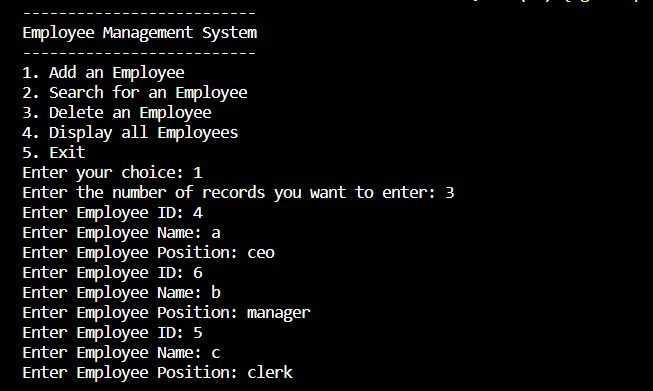 --------------------------
Employee Management System
--------------------------
1. Add an Employee
2. Search for an Employee
3. Delete an Employee
4. Display all Employees
5. Exit
Enter your choice: 1
Enter the number of records you want to enter: 3
Enter Employee ID: 4
Enter Employee Name: a
Enter Employee Position: ceo
Enter Employee ID: 6
Enter Employee Name: b
Enter Employee Position: manager
Enter Employee ID: 5
Enter Employee Name: c
Enter Employee Position: clerk